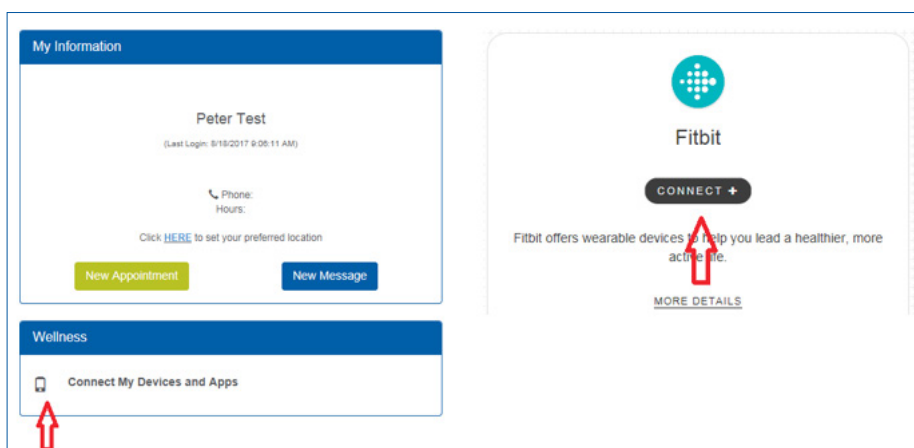 My Information
Peter Test
(Last Login: 8/18/2017 9:06:11 AM)
Phone:
Hours:
Click HERE to set your preferred location
New Appointment
New Message
Wellness
Connect My Devices and Apps
Fitbit
CONNECT +
Fitbit offers wearable devices to help you lead a healthier, more
active life.
MORE DETAILS